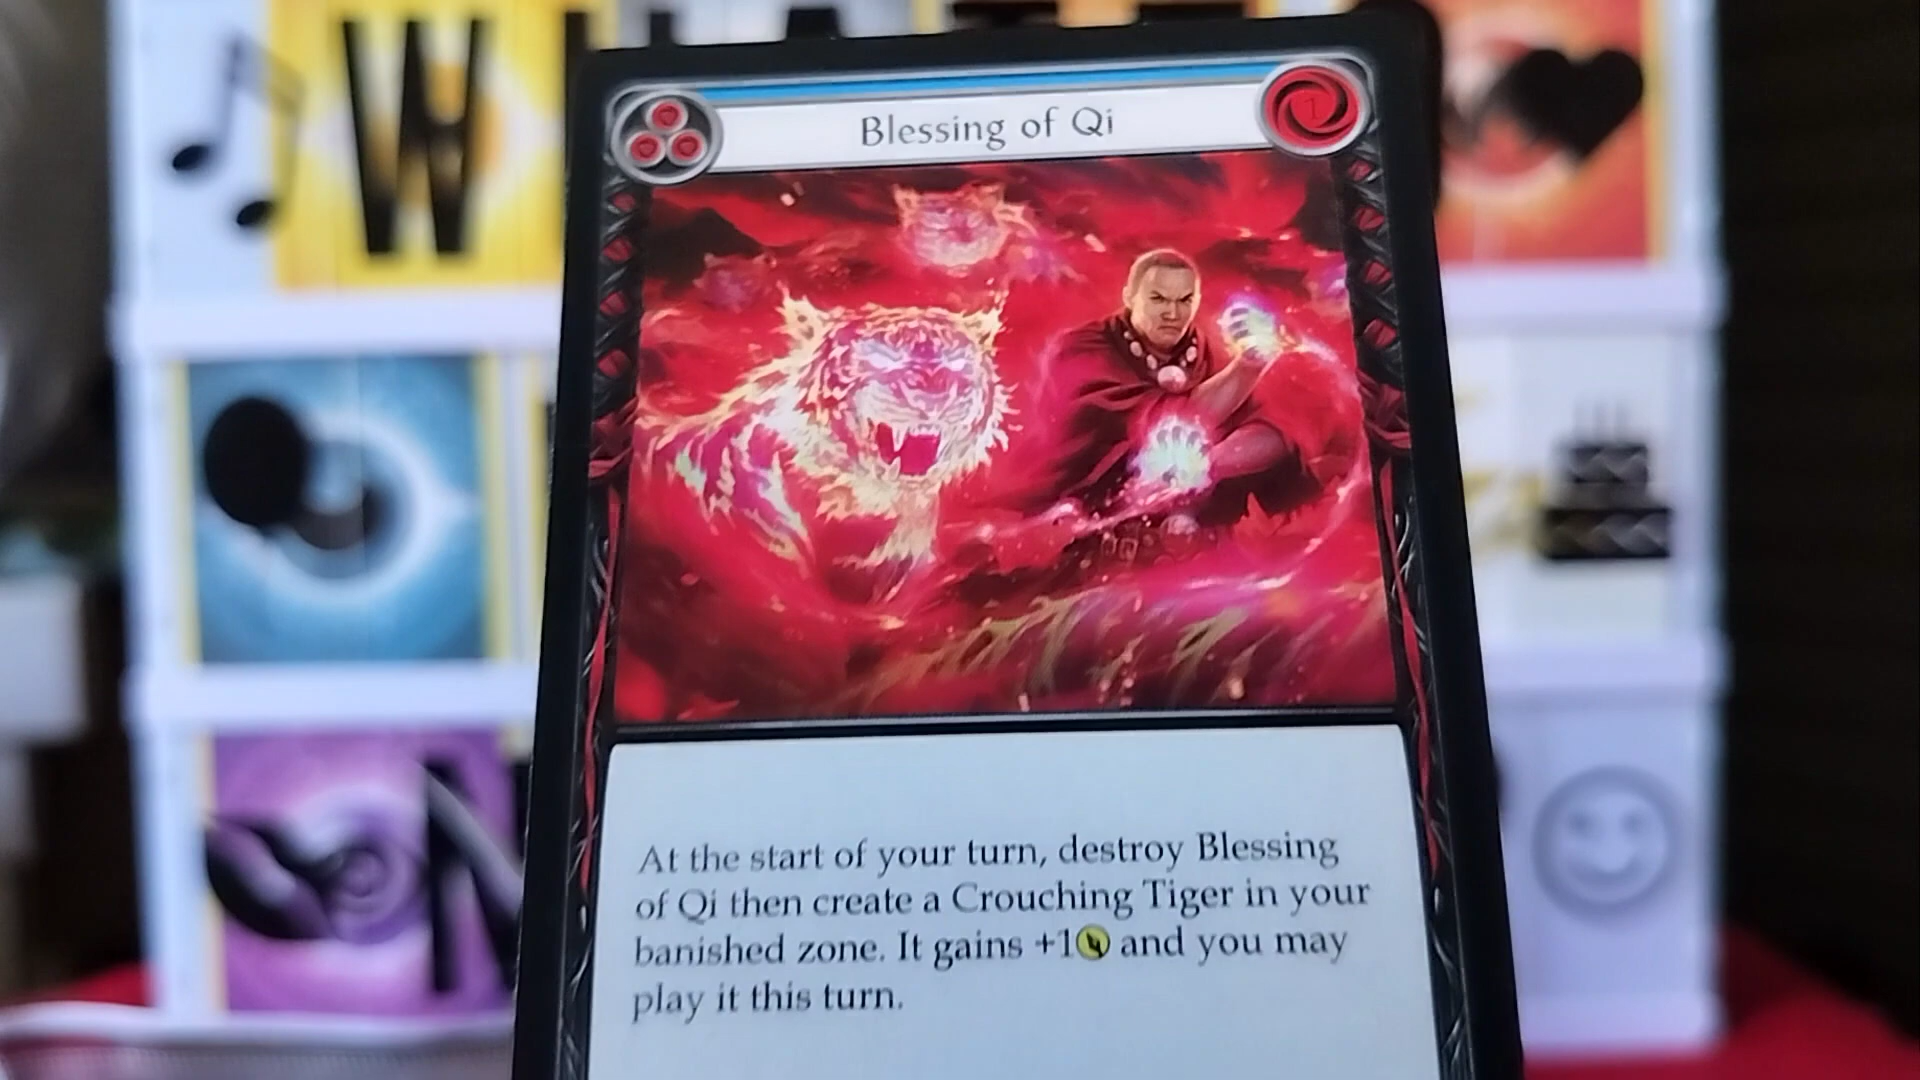 W
Blessing of Qi
1
At the start of your turn, destroy Blessing
of Qi then create a Crouching Tiger in your
banished zone. It gains +1 and you may
play it this turn.
N